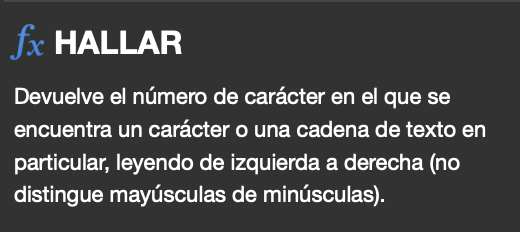 fx HALLAR
Devuelve el número de carácter en el que se
encuentra un carácter o una cadena de texto en
particular, leyendo de izquierda a derecha (no
distingue mayúsculas de minúsculas).